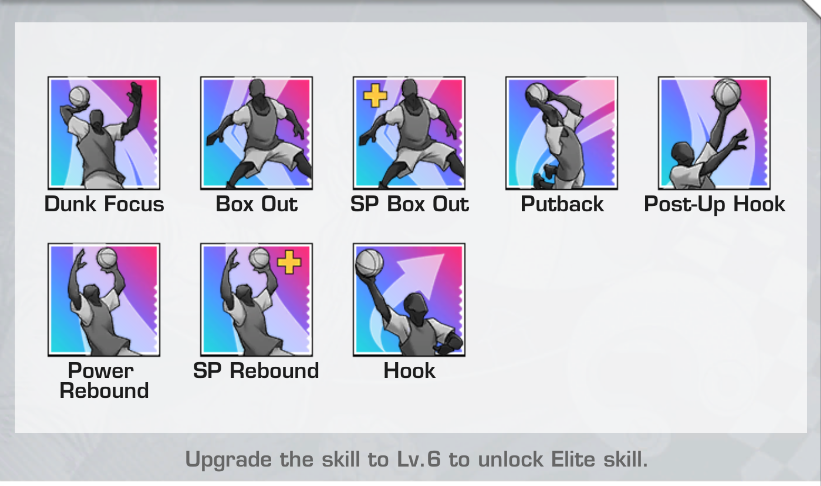 Dunk Focus
Box Out
SP Box Out
Putback
Post-Up Hook
Power
Rebound
SP Rebound
Hook
Upgrade the skill to Lv.6 to unlock Elite skill.